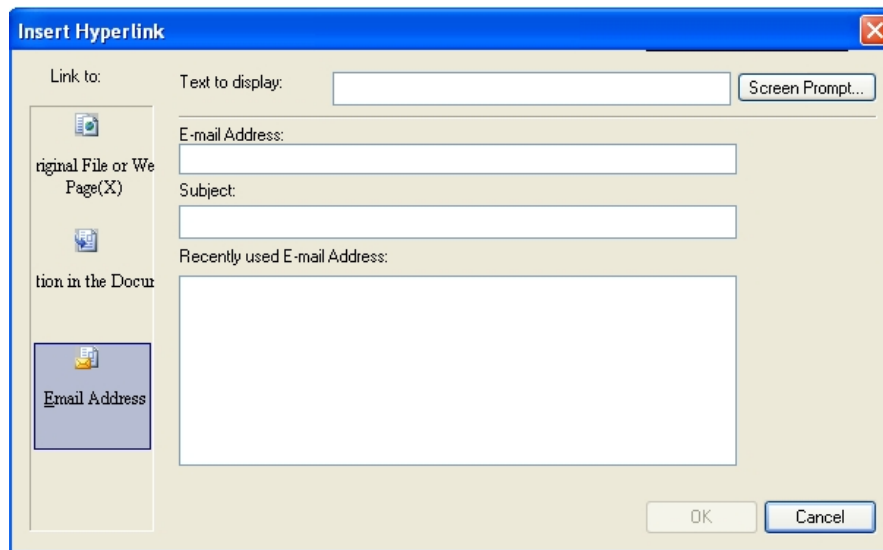 Insert Hyperlink
Link to:
Text to display:
Screen Prompt...
riginal File or We
Page(X)
tion in the Docur
Email Address
E-mail Address:
Subject:
Recently used E-mail Address:
OK
Cancel